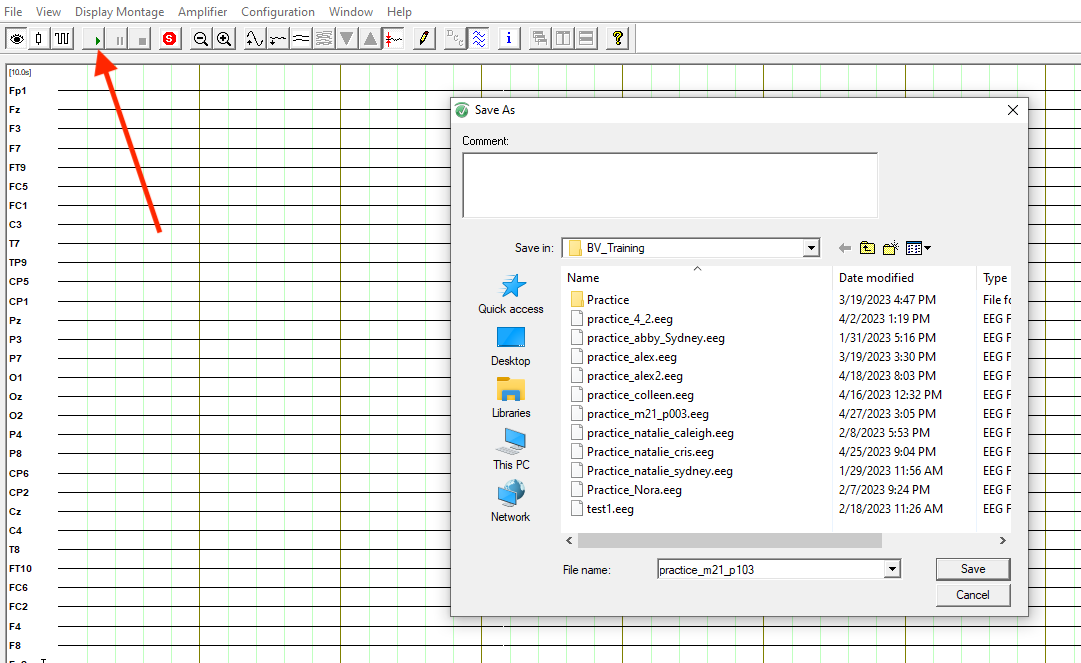 File View Display Montage Amplifier Configuration Window Help
S D C C i ?
[10.0s]
Fp1
Fz
F3
F7
FT9
FC5
FC1
C3
T7
TP9
CP5
CP1
Pz
P3
P7
O1
Oz
O2
P4
P8
CP6
CP2
Cz
C4
T8
FT10
FC6
FC2
F4
F8
Save As
Comment:
Save in: BV_Training
Quick access
Desktop
Libraries
This PC
Network
Name Date modified Type
Practice 3/19/2023 4:47 PM File fo
practice_4_2.eeg 4/2/2023 1:19 PM EEG F
practice_abby_Sydney.eeg 1/31/2023 5:16 PM EEG F
practice_alex.eeg 3/19/2023 3:30 PM EEG F
practice_alex2.eeg 4/18/2023 8:03 PM EEG F
practice_colleen.eeg 4/16/2023 12:32 PM EEG F
practice_m21_p003.eeg 4/27/2023 3:05 PM EEG F
practice_natalie_caleigh.eeg 2/8/2023 5:53 PM EEG F
Practice_natalie_cris.eeg 4/25/2023 9:04 PM EEG F
Practice_natalie_sydney.eeg 1/29/2023 11:56 AM EEG F
Practice_Nora.eeg 2/7/2023 9:24 PM EEG F
test1.eeg 2/18/2023 11:26 AM EEG F
File name: practice_m21_p103
Save
Cancel